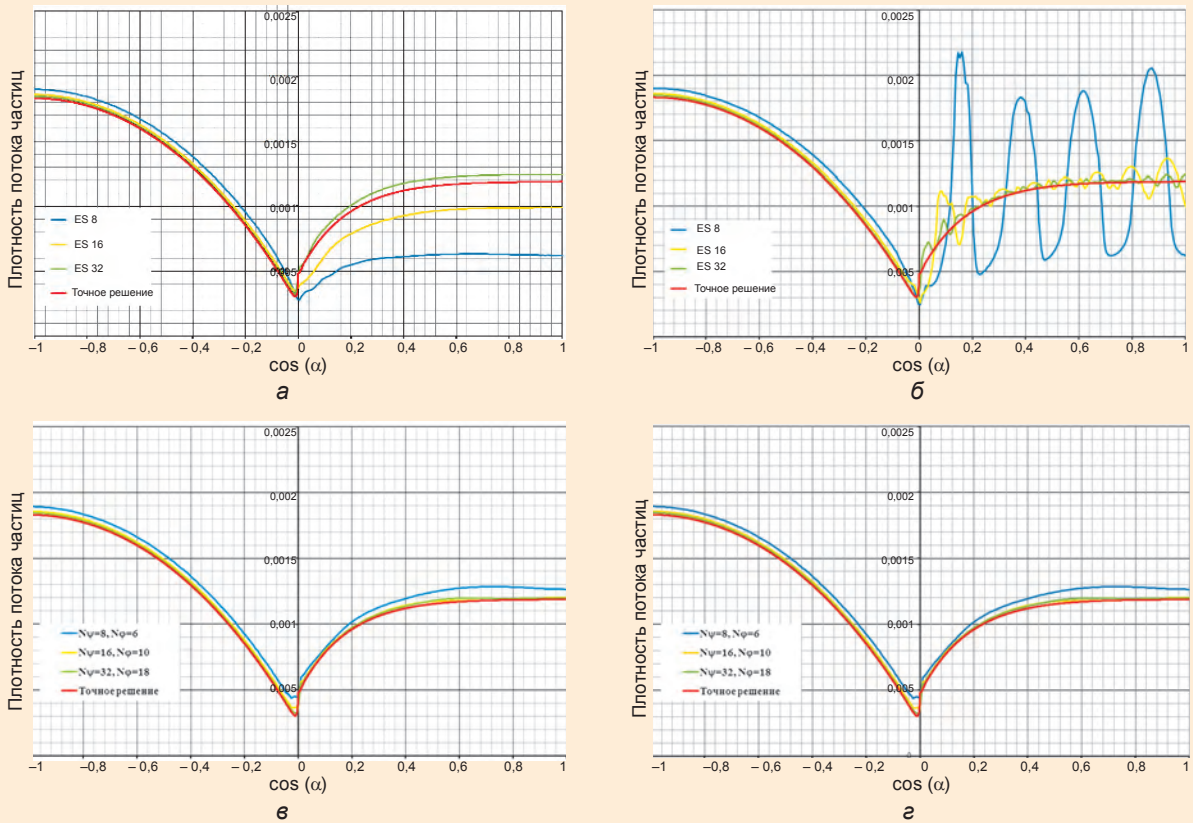 Плотность потока частиц
0,0025
0,002
0,0015
0,001
0,005
ES 8
ES 16
ES 32
Точное решение
–1 – 0,8 – 0,6 – 0,4 – 0,2 0 0,2 0,4 0,6 0,8 1
cos (α)
а
Плотность потока частиц
0,0025
0,002
0,0015
0,001
0,005
ES 8
ES 16
ES 32
Точное решение
–1 – 0,8 – 0,6 – 0,4 – 0,2 0 0,2 0,4 0,6 0,8 1
cos (α)
б
Плотность потока частиц
0,0025
0,002
0,0015
0,001
0,005
Nψ=8, Nφ=6
Nψ=16, Nφ=10
Nψ=32, Nφ=18
Точное решение
–1 – 0,8 – 0,6 – 0,4 – 0,2 0 0,2 0,4 0,6 0,8 1
cos (α)
в
Плотность потока частиц
0,0025
0,002
0,0015
0,001
0,005
0
Nψ=8, Nφ=6
Nψ=16, Nφ=10
Nψ=32, Nφ=18
Точное решение
–1 – 0,8 – 0,6 – 0,4 – 0,2 0 0,2 0,4 0,6 0,8 1
cos (α)
г